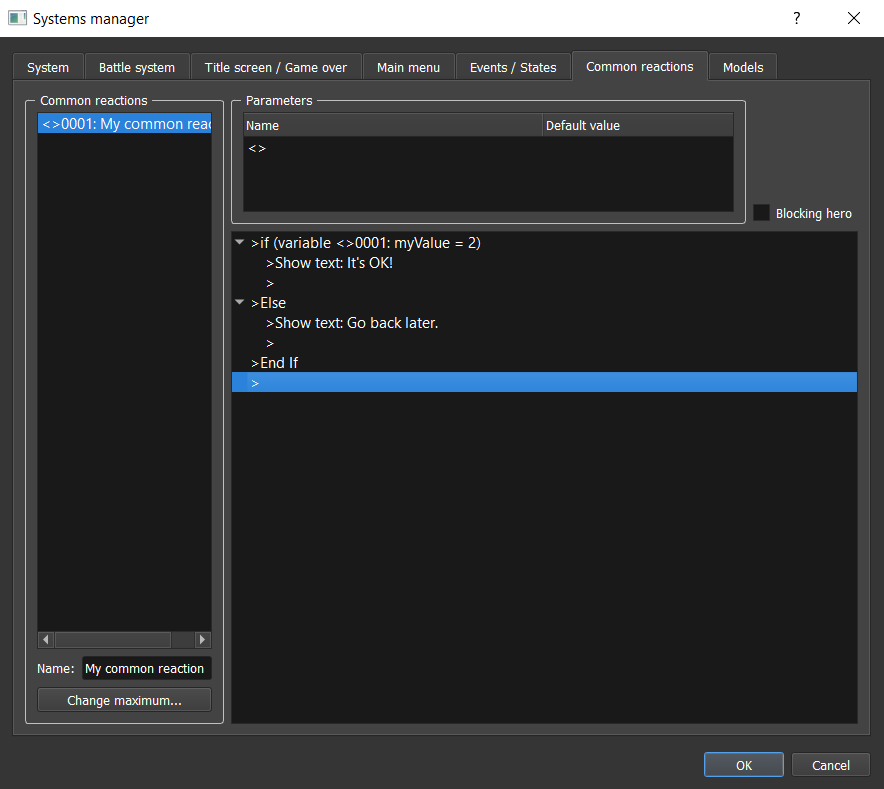 Systems manager
?
System
Battle system
Title screen / Game over
Main menu
Events / States
Common reactions
Models
Common reactions
<>0001: My common reac
Name:
My common reaction
Change maximum...
Parameters
Name
Default value
<>
Blocking hero
>if (variable <>0001: myValue = 2)
>Show text: It's OK!
>
>Else
>Show text: Go back later.
>
>End If
>
OK
Cancel